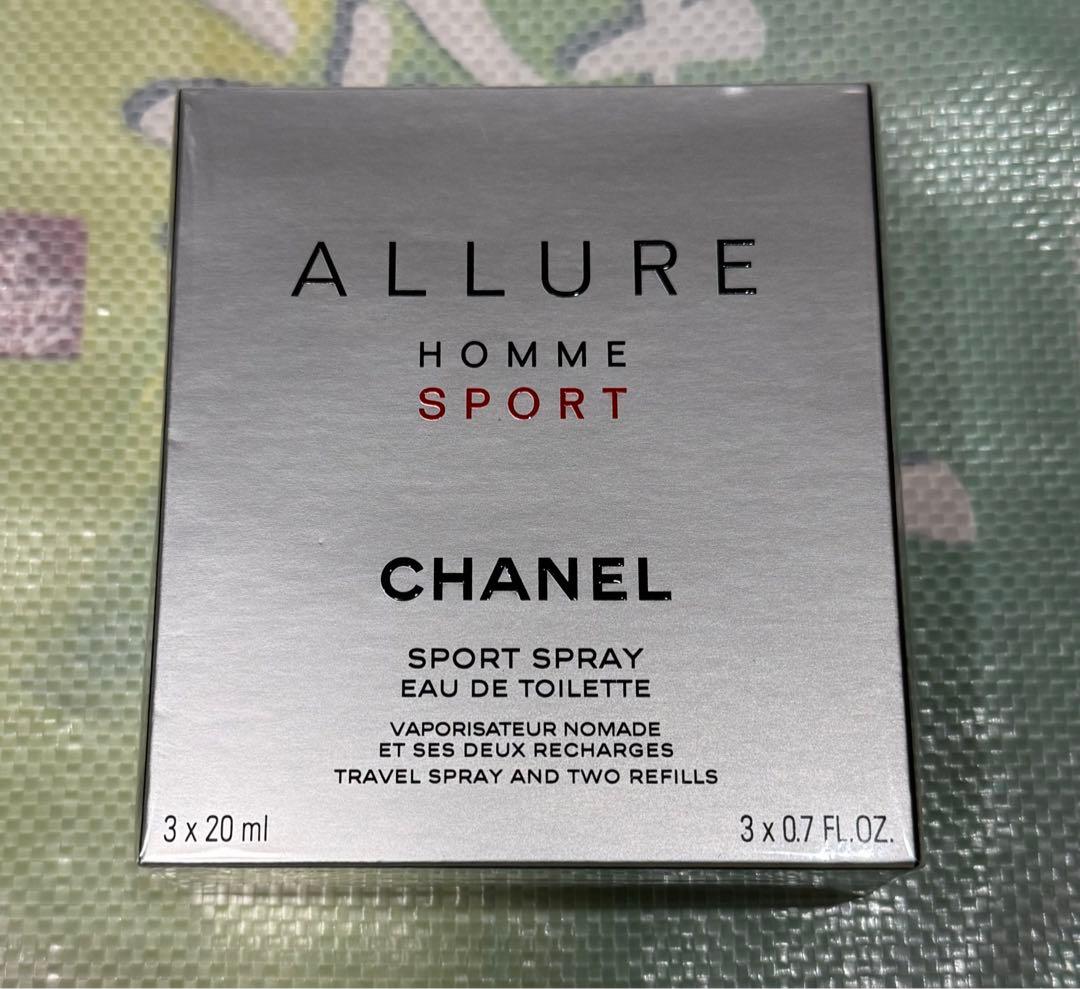 ALLURE
HOMME
SPORT
CHANEL
SPORT SPRAY
EAU DE TOILETTE
VAPORISATEUR NOMADE
ET SES DEUX RECHARGES
TRAVEL SPRAY AND TWO REFILLS
3 x 20 ml 3 x 0.7 FL.OZ.